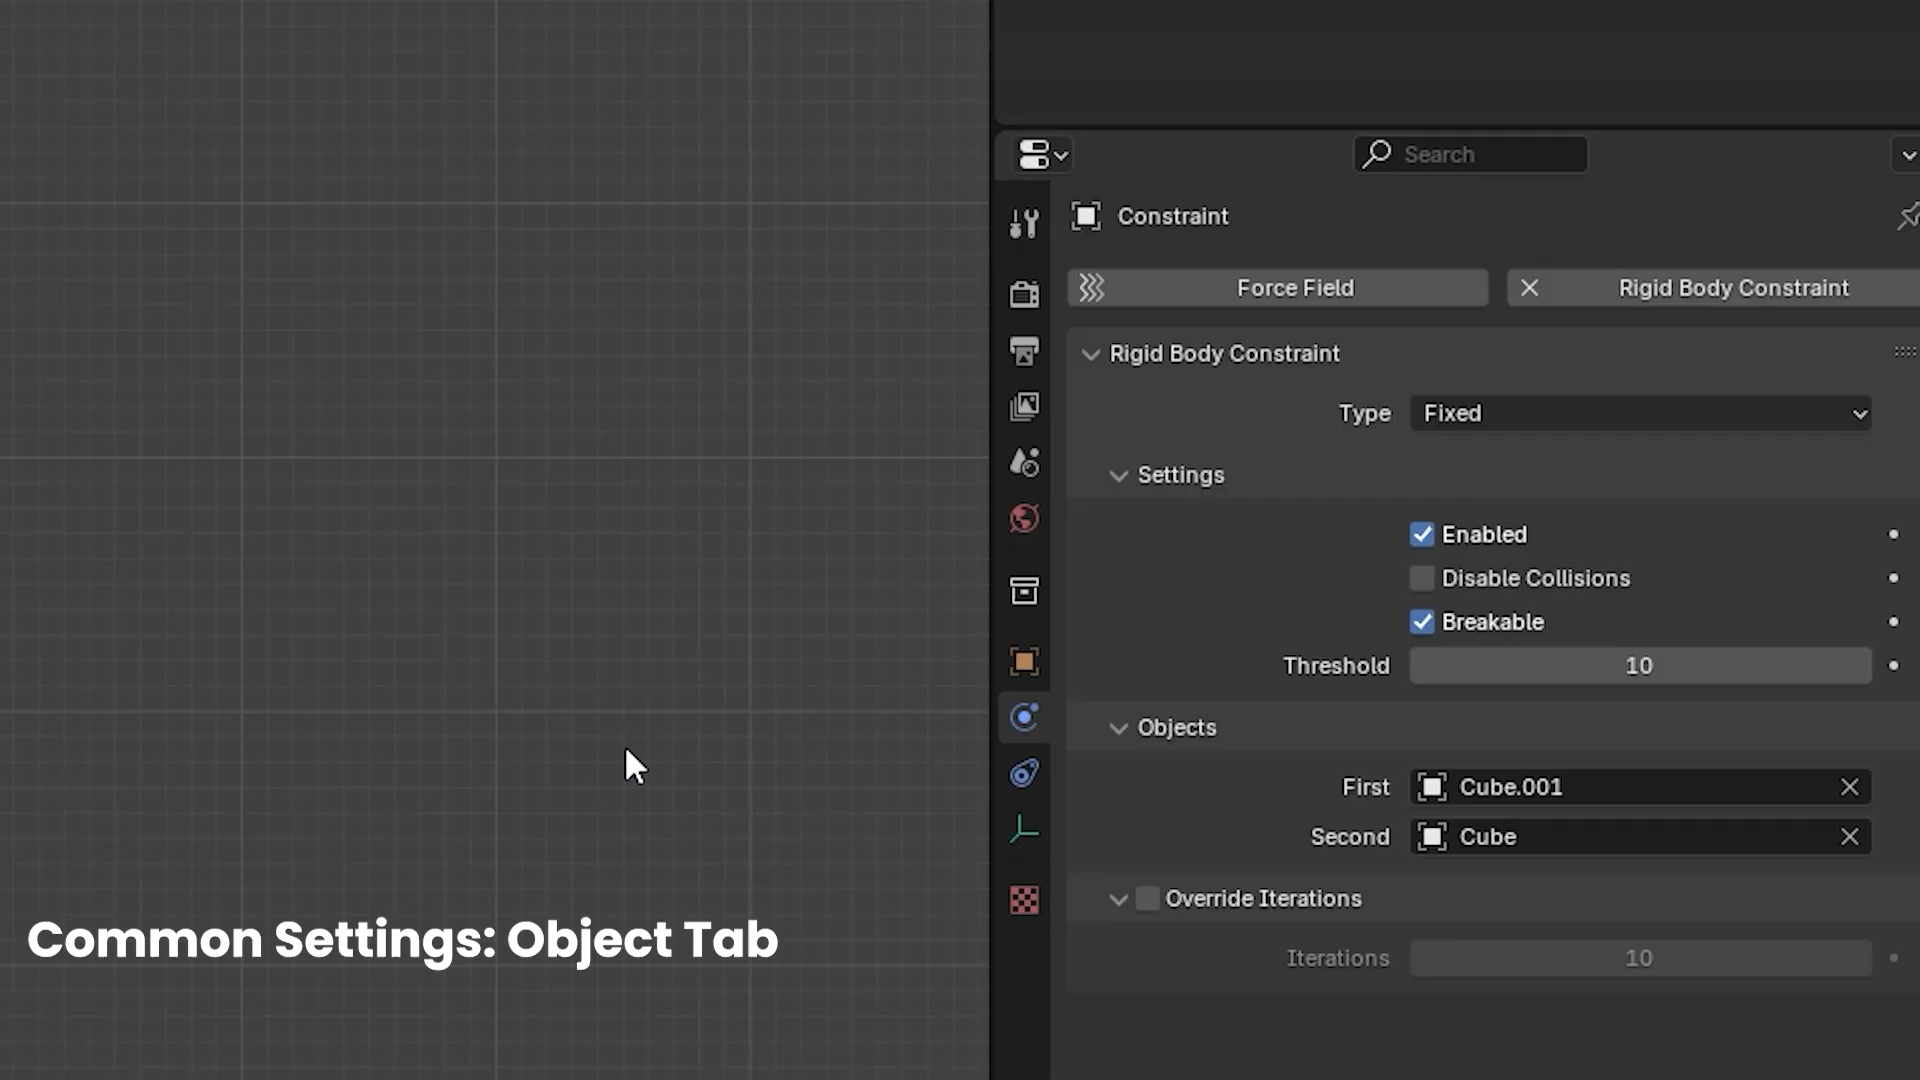 Search
Constraint
Force Field
Rigid Body Constraint
Rigid Body Constraint
Type
Fixed
Settings
Enabled
Disable Collisions
Breakable
Threshold
10
Objects
First
Cube.001
Second
Cube
Override Iterations
Iterations
10
Common Settings: Object Tab